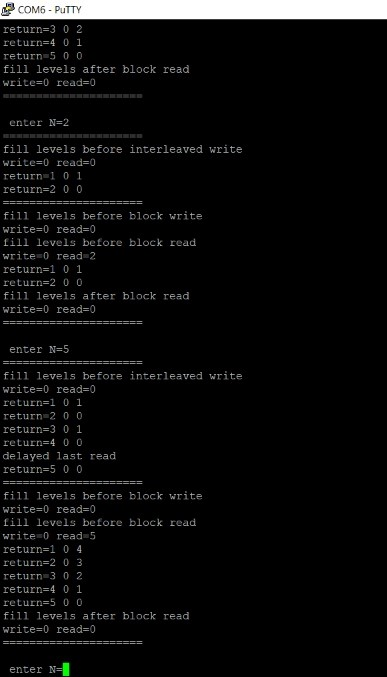 COM6 - PuTTY
return=3 0 2
return=4 0 1
return=5 0 0
fill levels after block read
write=0 read=0
=====================
enter N=2
=====================
fill levels before interleaved write
write=0 read=0
return=1 0 1
return=2 0 0
=====================
fill levels before block write
write=0 read=0
fill levels before block read
write=0 read=2
return=1 0 1
return=2 0 0
fill levels after block read
write=0 read=0
=====================
enter N=5
=====================
fill levels before interleaved write
write=0 read=0
return=1 0 1
return=2 0 0
return=3 0 1
return=4 0 0
delayed last read
return=5 0 0
=====================
fill levels before block write
write=0 read=0
fill levels before block read
write=0 read=5
return=1 0 4
return=2 0 3
return=3 0 2
return=4 0 1
return=5 0 0
fill levels after block read
write=0 read=0
=====================
enter N=